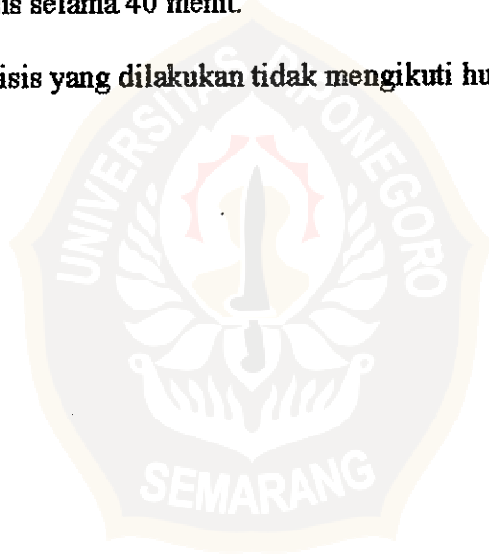 is selama 40 menit.
isis yang dilakukan tidak mengikuti hu
UNIVERSITAS DIPONEGORO
SEMARANG